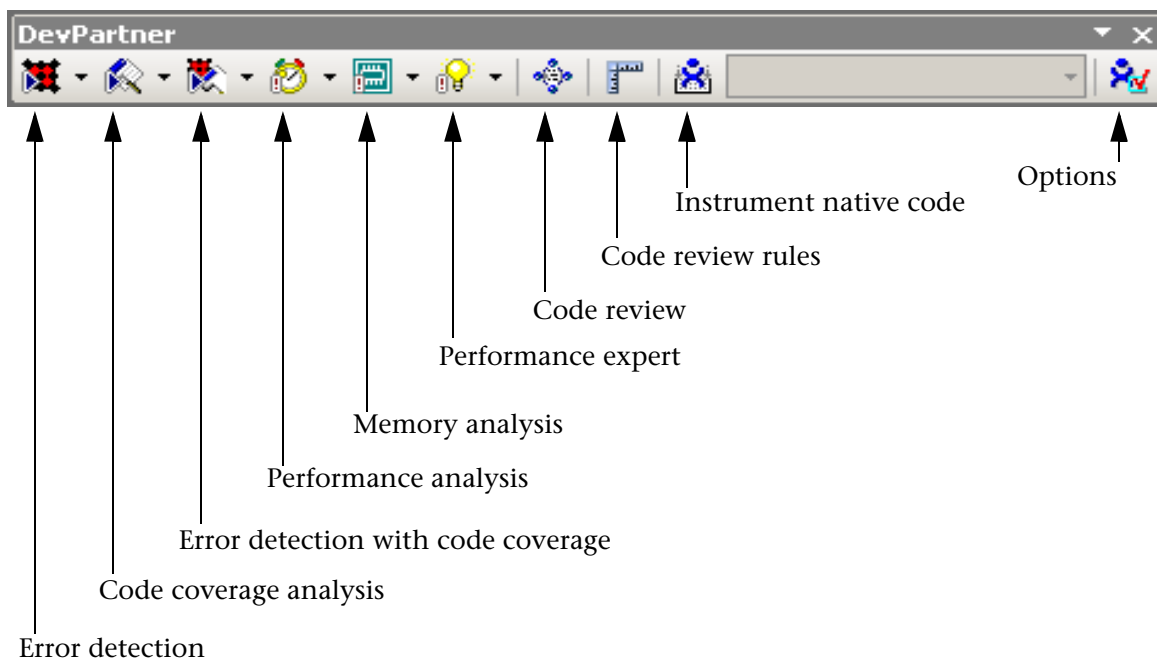 DevPartner
Options
Instrument native code
Code review rules
Code review
Performance expert
Memory analysis
Performance analysis
Error detection with code coverage
Code coverage analysis
Error detection